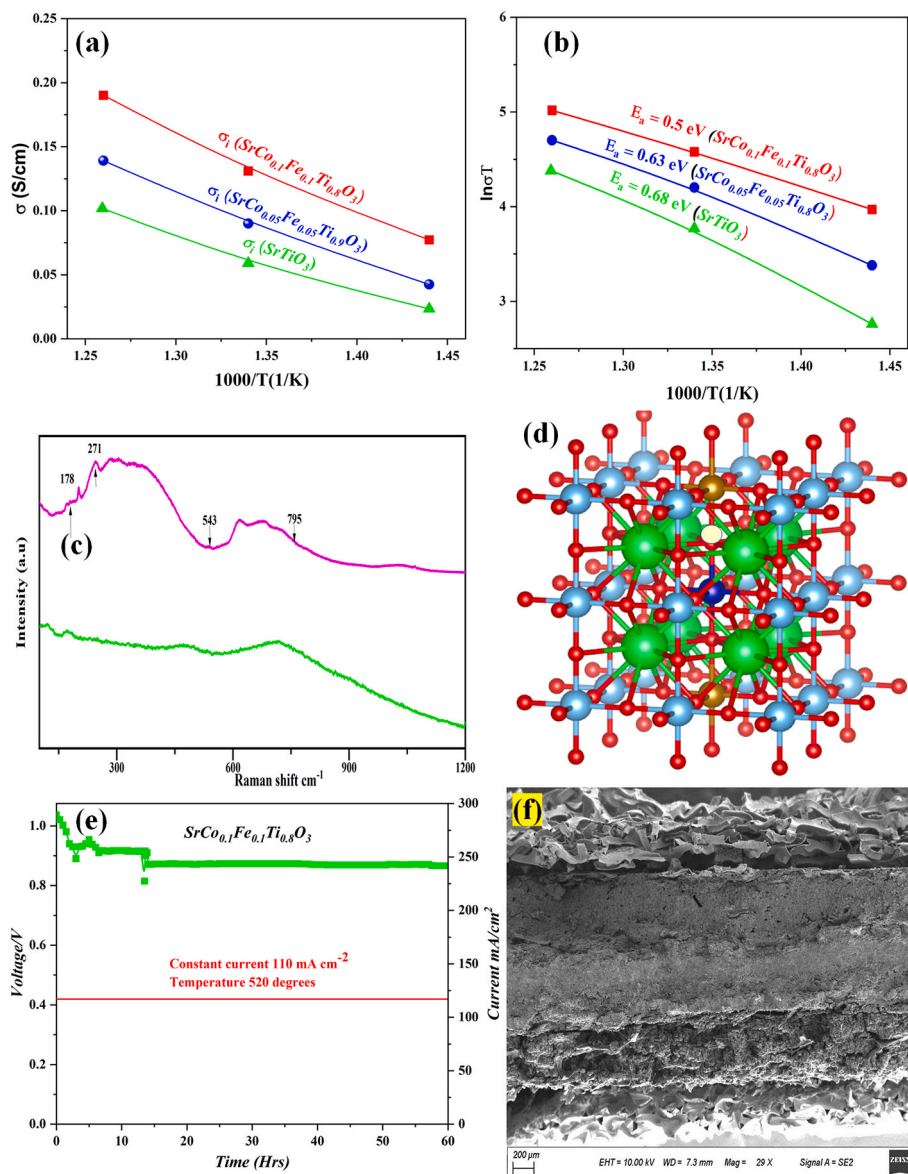 (a)
0.25
0.20
0.15
0.10
0.05
0.00
σ (S/cm)
σi (SrCo0.1Fe0.1Ti0.8O3)
σi (SrCo0.05Fe0.05Ti0.9O3)
σi (SrTiO3)
1.25 1.30 1.35 1.40 1.45
1000/T(1/K)
(b)
6
5
4
3
lnσT
Ea = 0.5 eV (SrCo0.1Fe0.1Ti0.8O3)
Ea = 0.63 eV (SrCo0.05Fe0.05Ti0.8O3)
Ea = 0.68 eV (SrTiO3)
1.25 1.30 1.35 1.40 1.45
1000/T(1/K)
(c)
178
271
543
795
Intensity (a.u)
300 600 900 1200
Raman shift cm-1
(d)
(e)
SrCo0.1Fe0.1Ti0.8O3
1.0
0.8
0.6
0.4
0.2
0.0
Voltage/V
300
250
200
150
100
50
0
Current mA/cm2
Constant current 110 mA cm-2
Temperature 520 degrees
0 10 20 30 40 50 60
Time (Hrs)
(f)
200 µm
EHT = 10.00 kV WD = 7.3 mm Mag = 29 X Signal A = SE2
ZEISS